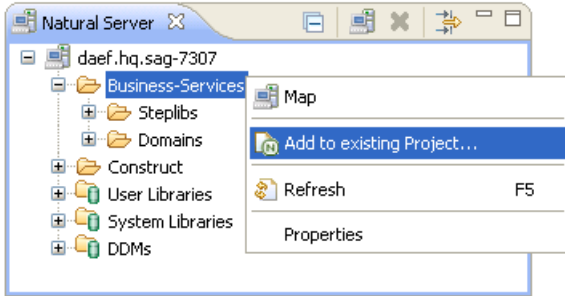 Natural Server
daef.hq.sag-7307
Business-Services
Map
Steplibs
Domains
Add to existing Project...
Construct
User Libraries
Refresh F5
System Libraries
Properties
DDMs